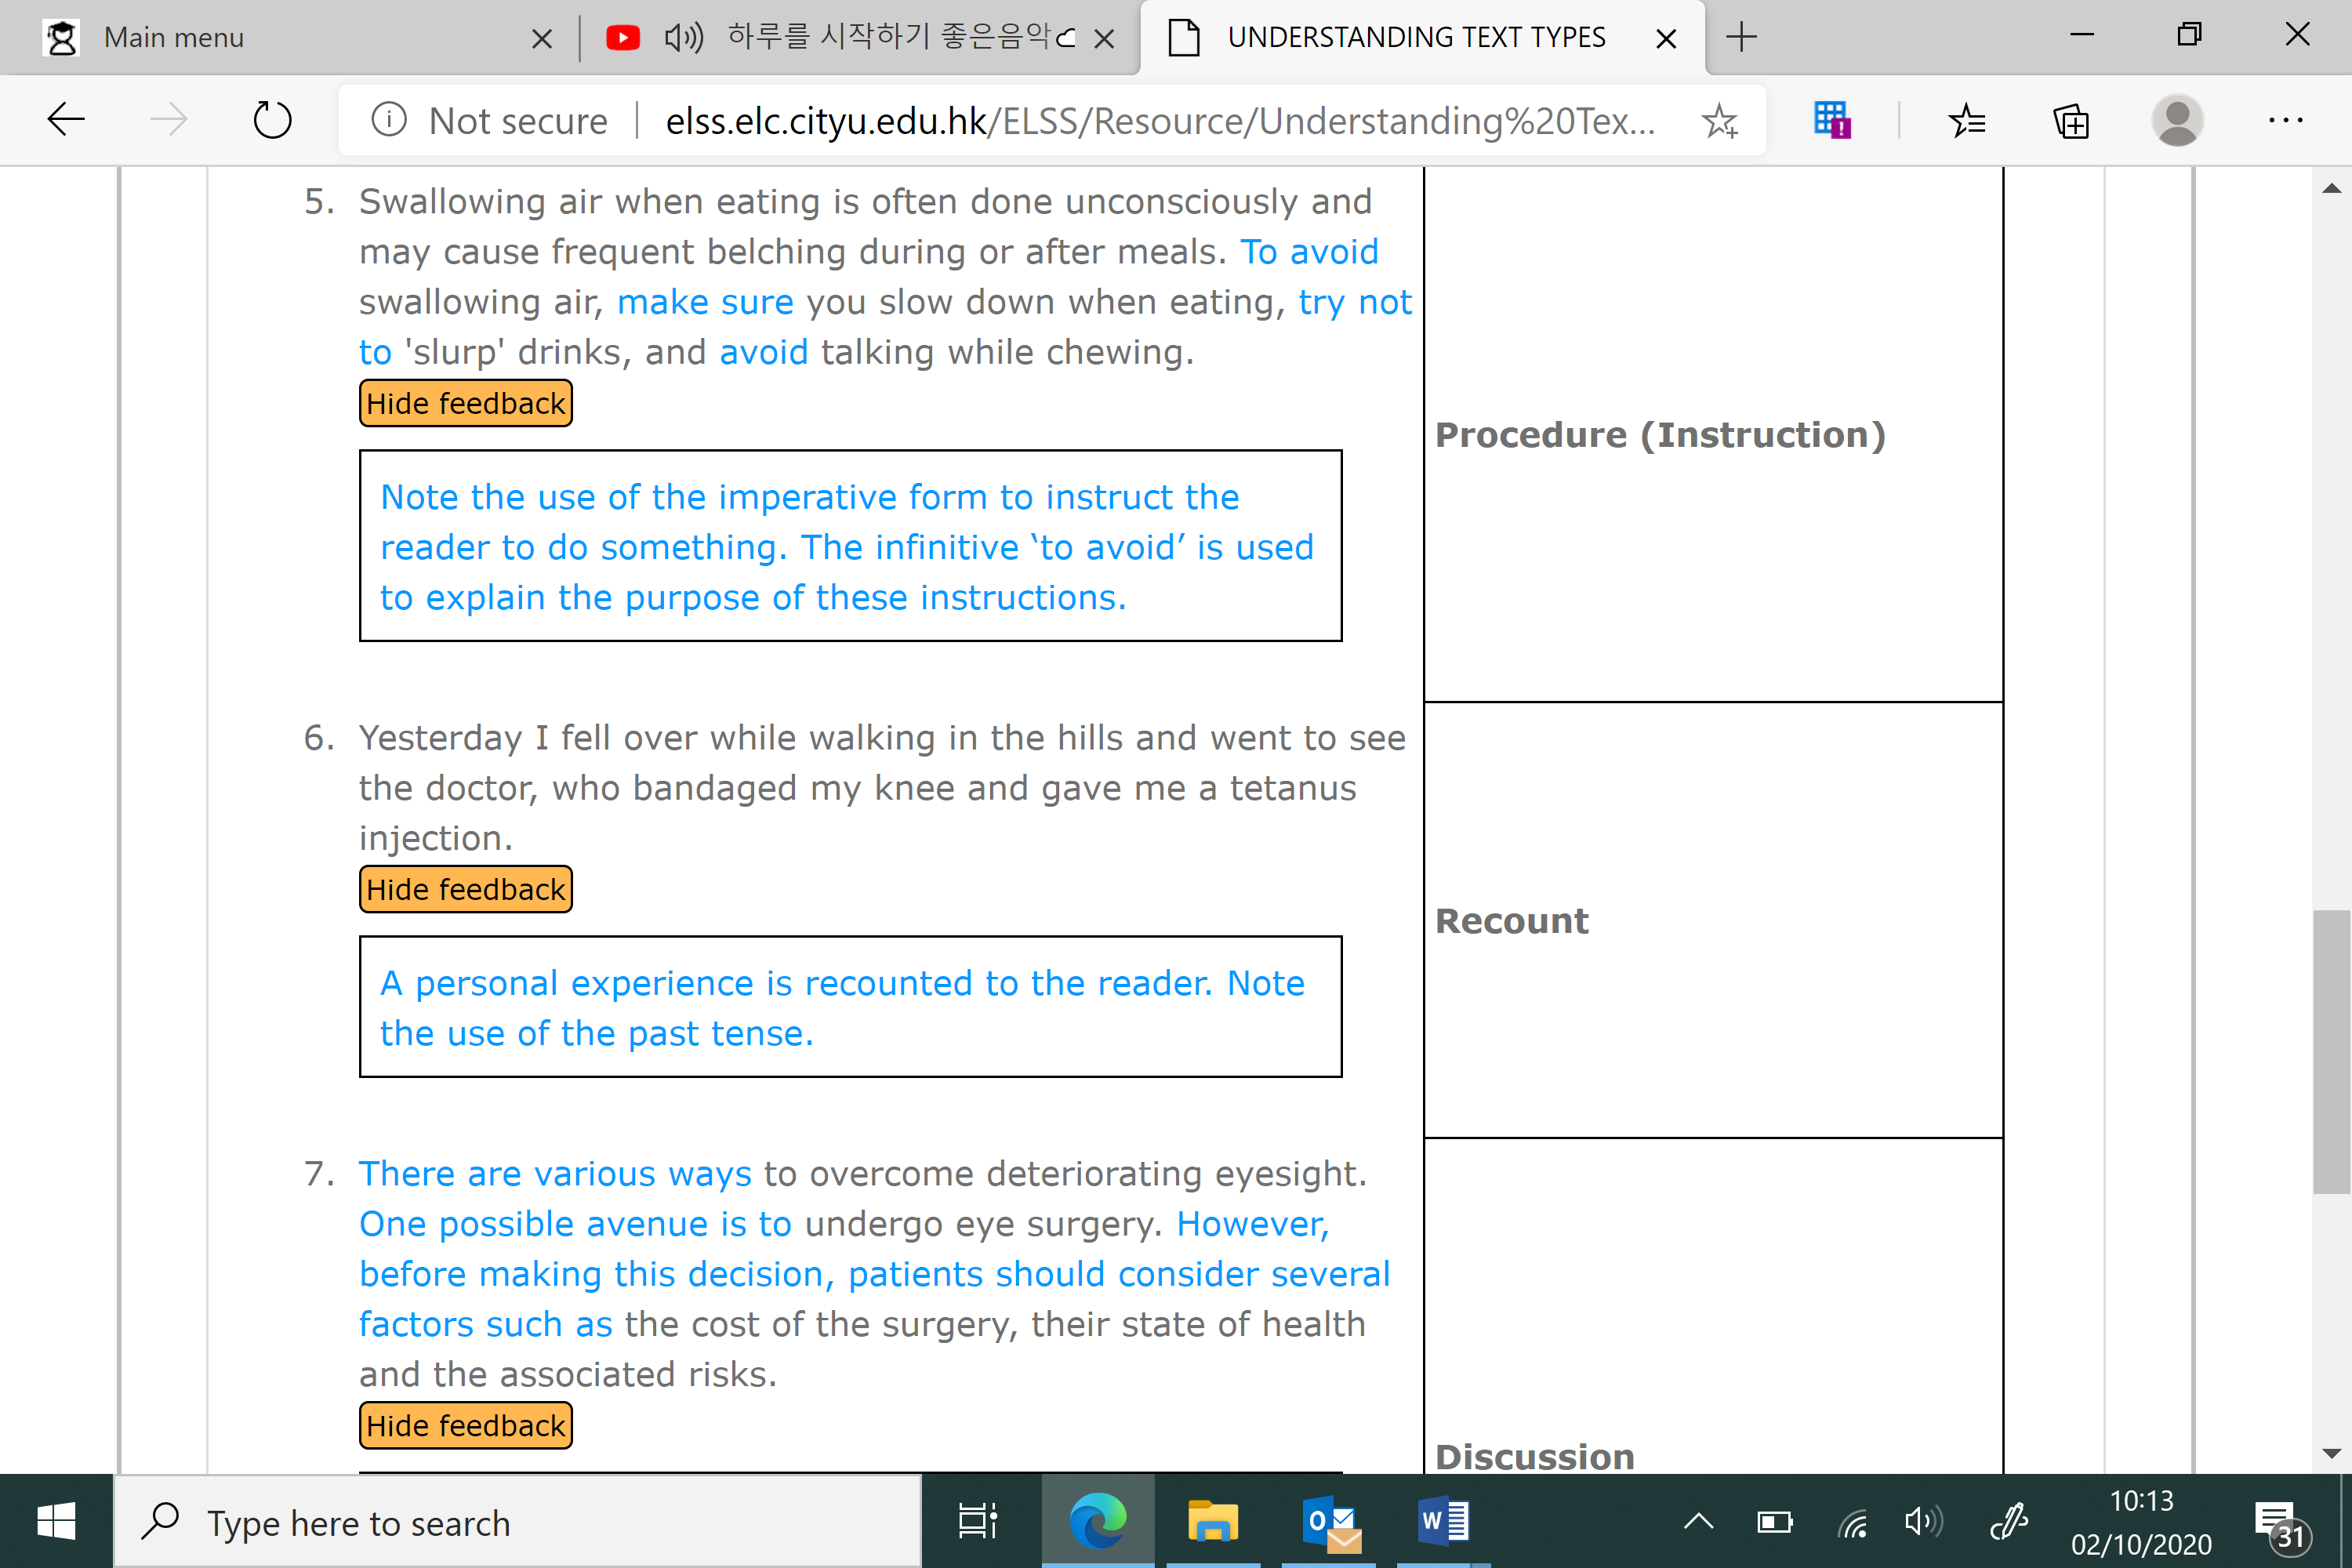 Main menu
하루를 시작하기 좋은음악
UNDERSTANDING TEXT TYPES
Not secure
elss.elc.cityu.edu.hk/ELSS/Resource/Understanding%20Tex...
5. Swallowing air when eating is often done unconsciously and
may cause frequent belching during or after meals. To avoid
swallowing air, make sure you slow down when eating, try not
to 'slurp' drinks, and avoid talking while chewing.
Hide feedback
Procedure (Instruction)
Note the use of the imperative form to instruct the
reader to do something. The infinitive ‘to avoid’ is used
to explain the purpose of these instructions.
6. Yesterday I fell over while walking in the hills and went to see
the doctor, who bandaged my knee and gave me a tetanus
injection.
Hide feedback
Recount
A personal experience is recounted to the reader. Note
the use of the past tense.
7. There are various ways to overcome deteriorating eyesight.
One possible avenue is to undergo eye surgery. However,
before making this decision, patients should consider several
factors such as the cost of the surgery, their state of health
and the associated risks.
Hide feedback
Discussion
Type here to search
10:13
02/10/2020
31